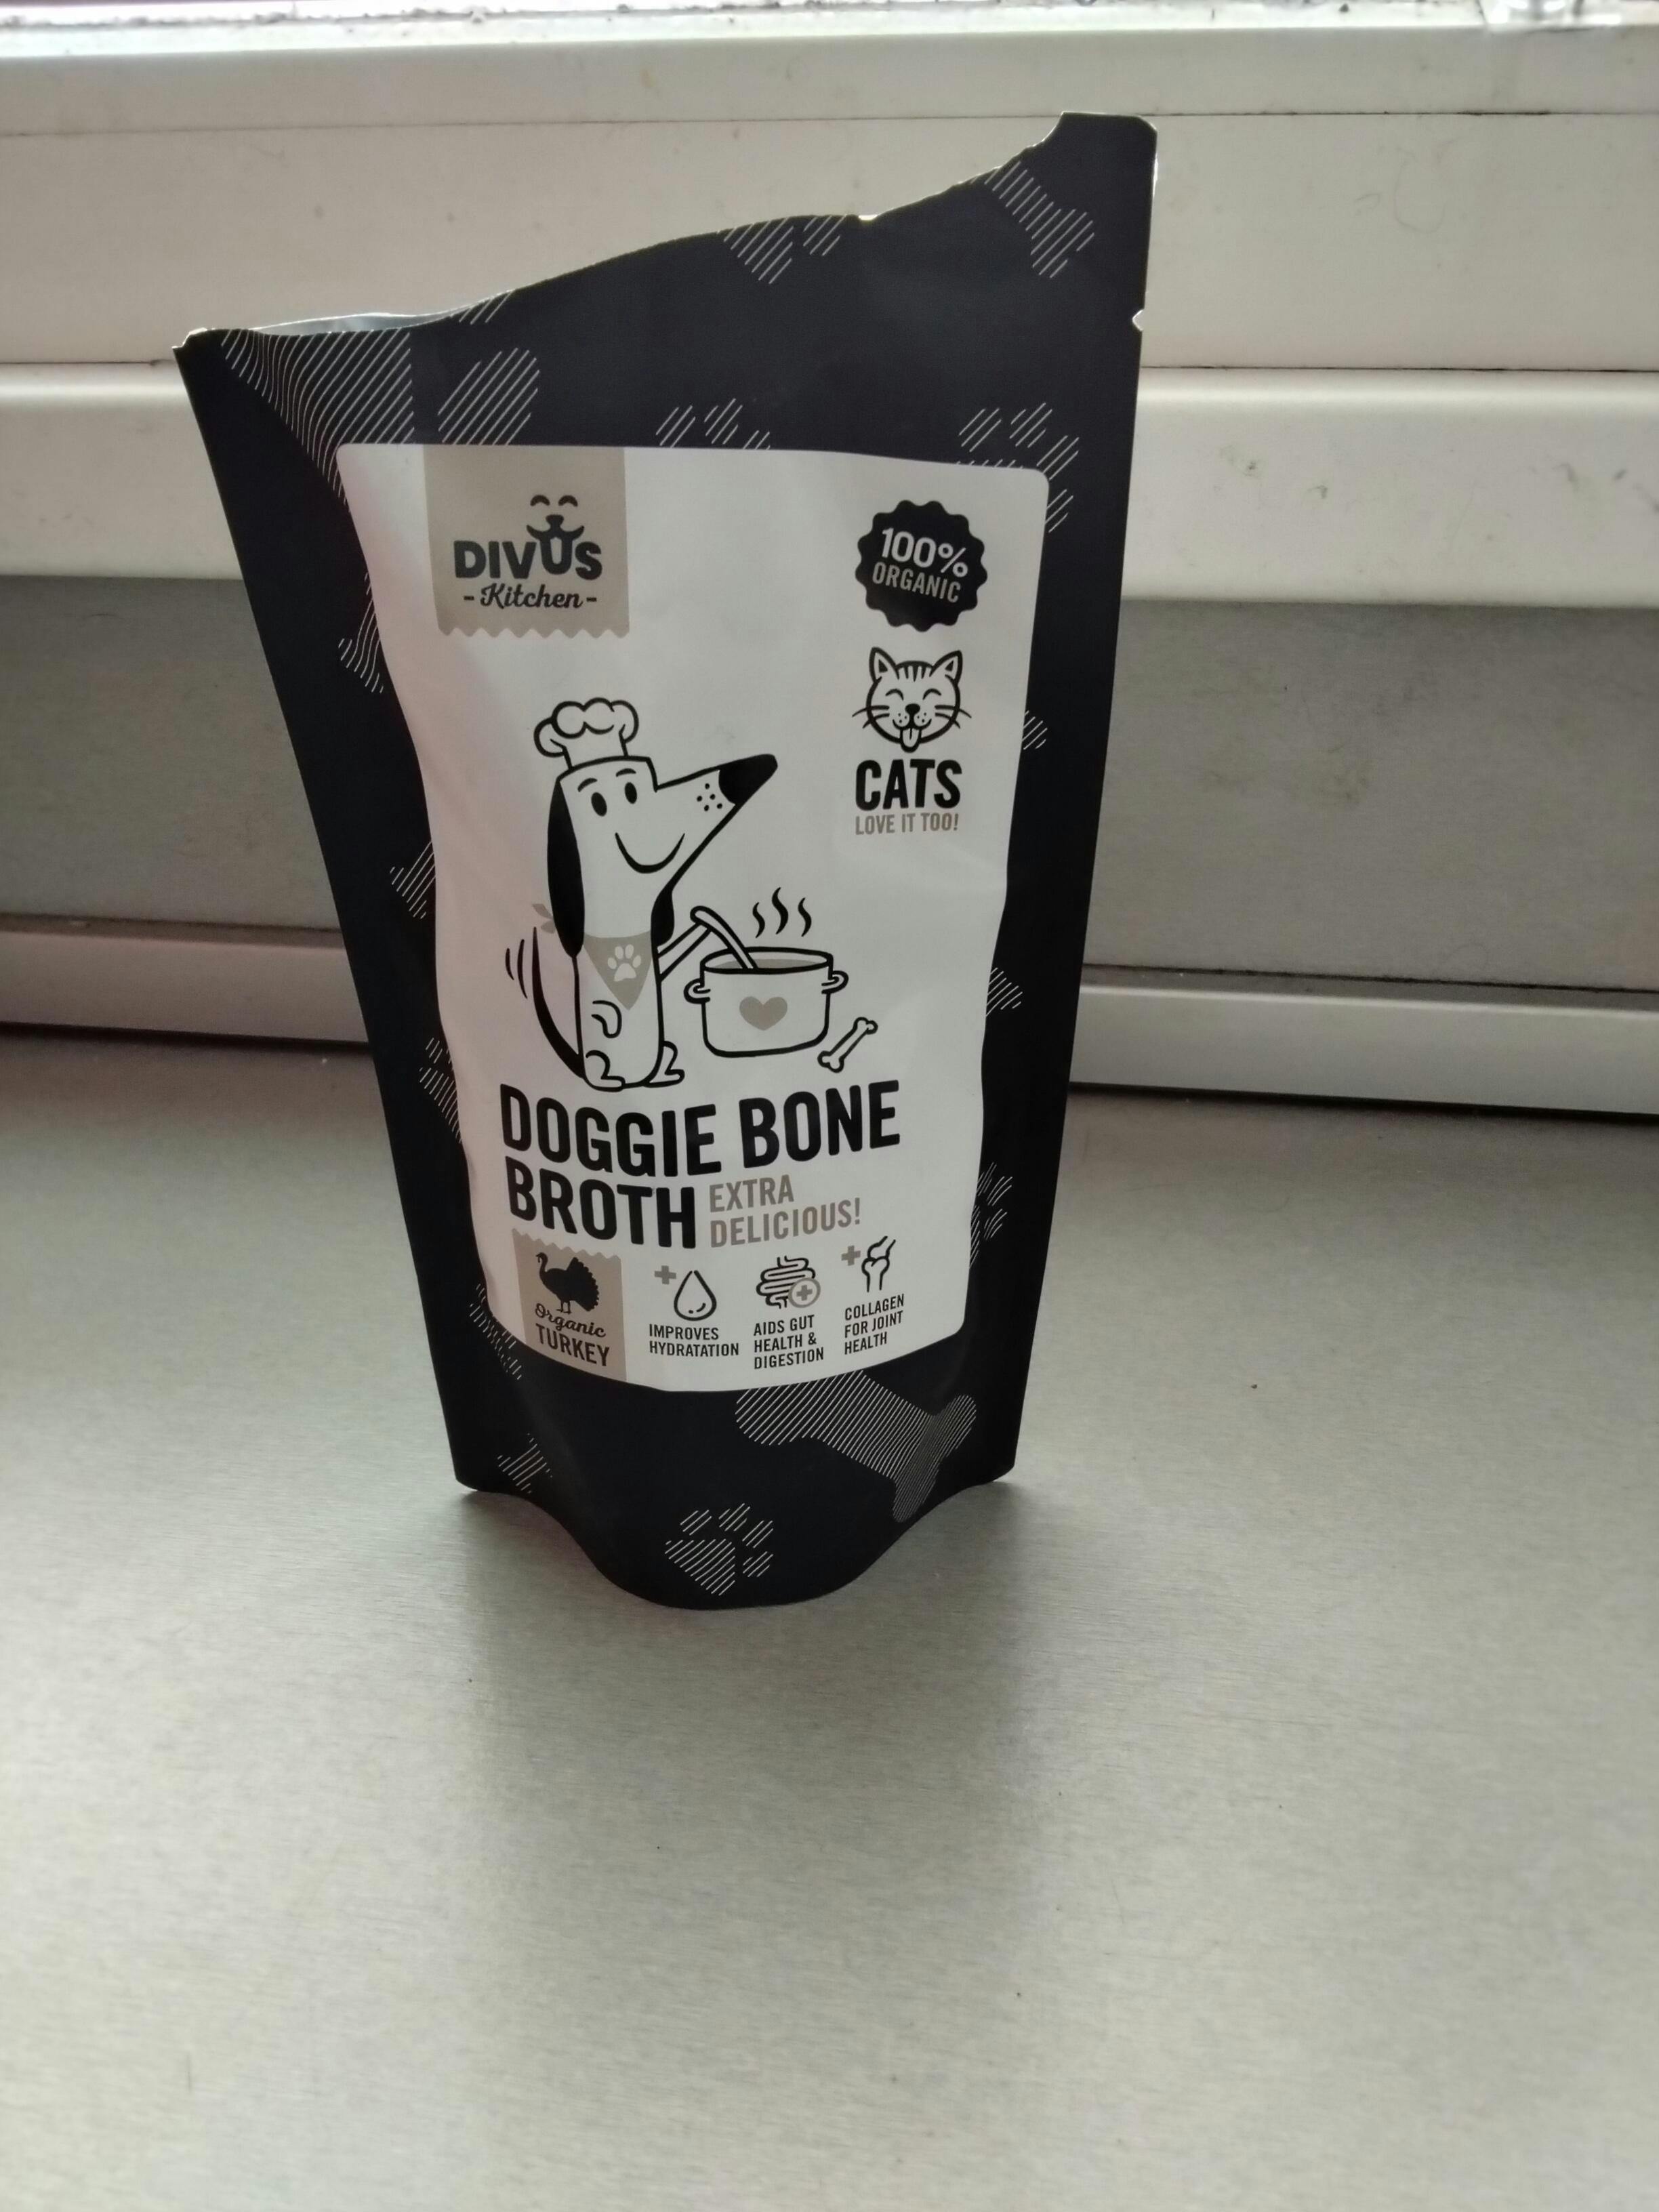 DIVUS
- Kitchen -
100%
ORGANIC
CATS
LOVE IT TOO!
DOGGIE BONE
BROTH EXTRA
DELICIOUS!
Organic
TURKEY
IMPROVES
HYDRATATION
AIDS GUT
HEALTH &
DIGESTION
COLLAGEN
FOR JOINT
HEALTH